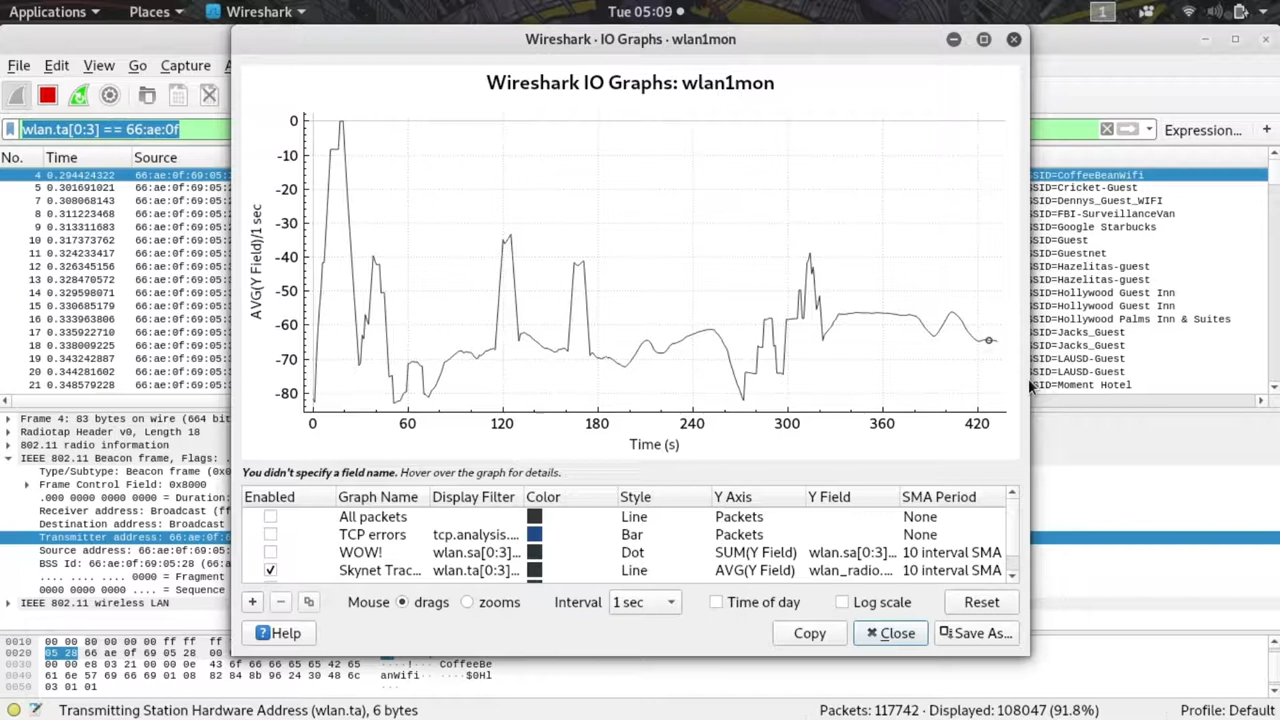 Applications Places Wireshark Tue 05:09 1
Wireshark · IO Graphs · wlan1mon
File Edit View Go Capture A
Wireshark IO Graphs: wlan1mon
wlan.ta[0:3] == 66:ae:0f Expression... +
No. Time Source
4 0.294424322 66:ae:0f:69:05: SSID=CoffeeBeanWifi
5 0.301691021 66:ae:0f:69:05: SSID=Cricket-Guest
7 0.308068143 66:ae:0f:69:05: SSID=Dennys_Guest_WIFI
8 0.311223468 66:ae:0f:69:05: SSID=FBI-SurveillanceVan
9 0.313311683 66:ae:0f:69:05: SSID=Google Starbucks
10 0.317373762 66:ae:0f:69:05: SSID=Guest
11 0.324233417 66:ae:0f:69:05: SSID=Guestnet
12 0.326345156 66:ae:0f:69:05: SSID=Hazelitas-guest
13 0.328470572 66:ae:0f:69:05: SSID=Hazelitas-guest
14 0.329598071 66:ae:0f:69:05: SSID=Hollywood Guest Inn
15 0.330685179 66:ae:0f:69:05: SSID=Hollywood Guest Inn
16 0.333963806 66:ae:0f:69:05: SSID=Hollywood Palms Inn & Suites
17 0.335922710 66:ae:0f:69:05: SSID=Jacks_Guest
18 0.338009225 66:ae:0f:69:05: SSID=Jacks_Guest
19 0.343242887 66:ae:0f:69:05: SSID=LAUSD-Guest
20 0.344281602 66:ae:0f:69:05: SSID=LAUSD-Guest
21 0.348579228 66:ae:0f:69:05: SSID=Moment Hotel
AVG(Y Field)/1 sec
0
-10
-20
-30
-40
-50
-60
-70
-80
0 60 120 180 240 300 360 420
Time (s)
You didn't specify a field name. Hover over the graph for details.
Enabled Graph Name Display Filter Color Style Y Axis Y Field SMA Period
All packets Line Packets None
TCP errors tcp.analysis.... Bar Packets None
WOW! wlan.sa[0:3]... Dot SUM(Y Field) wlan.sa[0:3]... 10 interval SMA
Skynet Trac... wlan.ta[0:3]... Line AVG(Y Field) wlan_radio.... 10 interval SMA
Mouse drags zooms Interval 1 sec Time of day Log scale Reset
Help Copy Close Save As...
Frame 4: 83 bytes on wire (664 bit
Radiotap Header v0, Length 18
802.11 radio information
IEEE 802.11 Beacon frame, Flags: .
Type/Subtype: Beacon frame (0x0
Frame Control Field: 0x8000
.000 0000 0000 0000 = Duration:
Receiver address: Broadcast (ff
Destination address: Broadcast
Transmitter address: 66:ae:0f:6
Source address: 66:ae:0f:69:05:
BSS Id: 66:ae:0f:69:05:28 (66:a
.... .... .... 0000 = Fragment
0000 0000 0000 .... = Sequence
IEEE 802.11 wireless LAN
0010 00 00 80 00 00 00 ff ff ff
0020 05 28 66 ae 0f 69 05 28 66
0030 00 00 e8 03 21 00 00 0e 43 6f 66 66 65 65 42 65 ····!··· CoffeeBe
0040 61 6e 57 69 66 69 01 08 82 84 8b 96 24 30 48 6c anWifi·· ····$0Hl
0050 03 01 01 ···
Transmitting Station Hardware Address (wlan.ta), 6 bytes Packets: 117742 · Displayed: 108047 (91.8%) Profile: Default